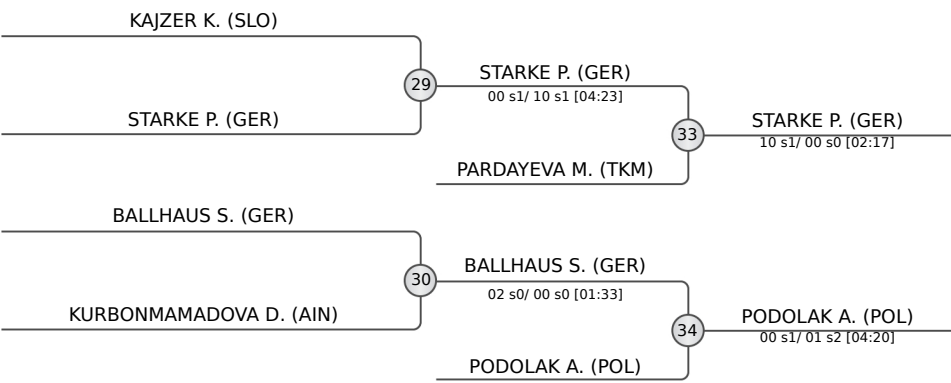 KAJZER K. (SLO)
29
STARKE P. (GER)
STARKE P. (GER)
00 s1/ 10 s1 [04:23]
33
PARDAYEVA M. (TKM)
STARKE P. (GER)
10 s1/ 00 s0 [02:17]
BALLHAUS S. (GER)
30
KURBONMAMADOVA D. (AIN)
BALLHAUS S. (GER)
02 s0/ 00 s0 [01:33]
34
PODOLAK A. (POL)
PODOLAK A. (POL)
00 s1/ 01 s2 [04:20]